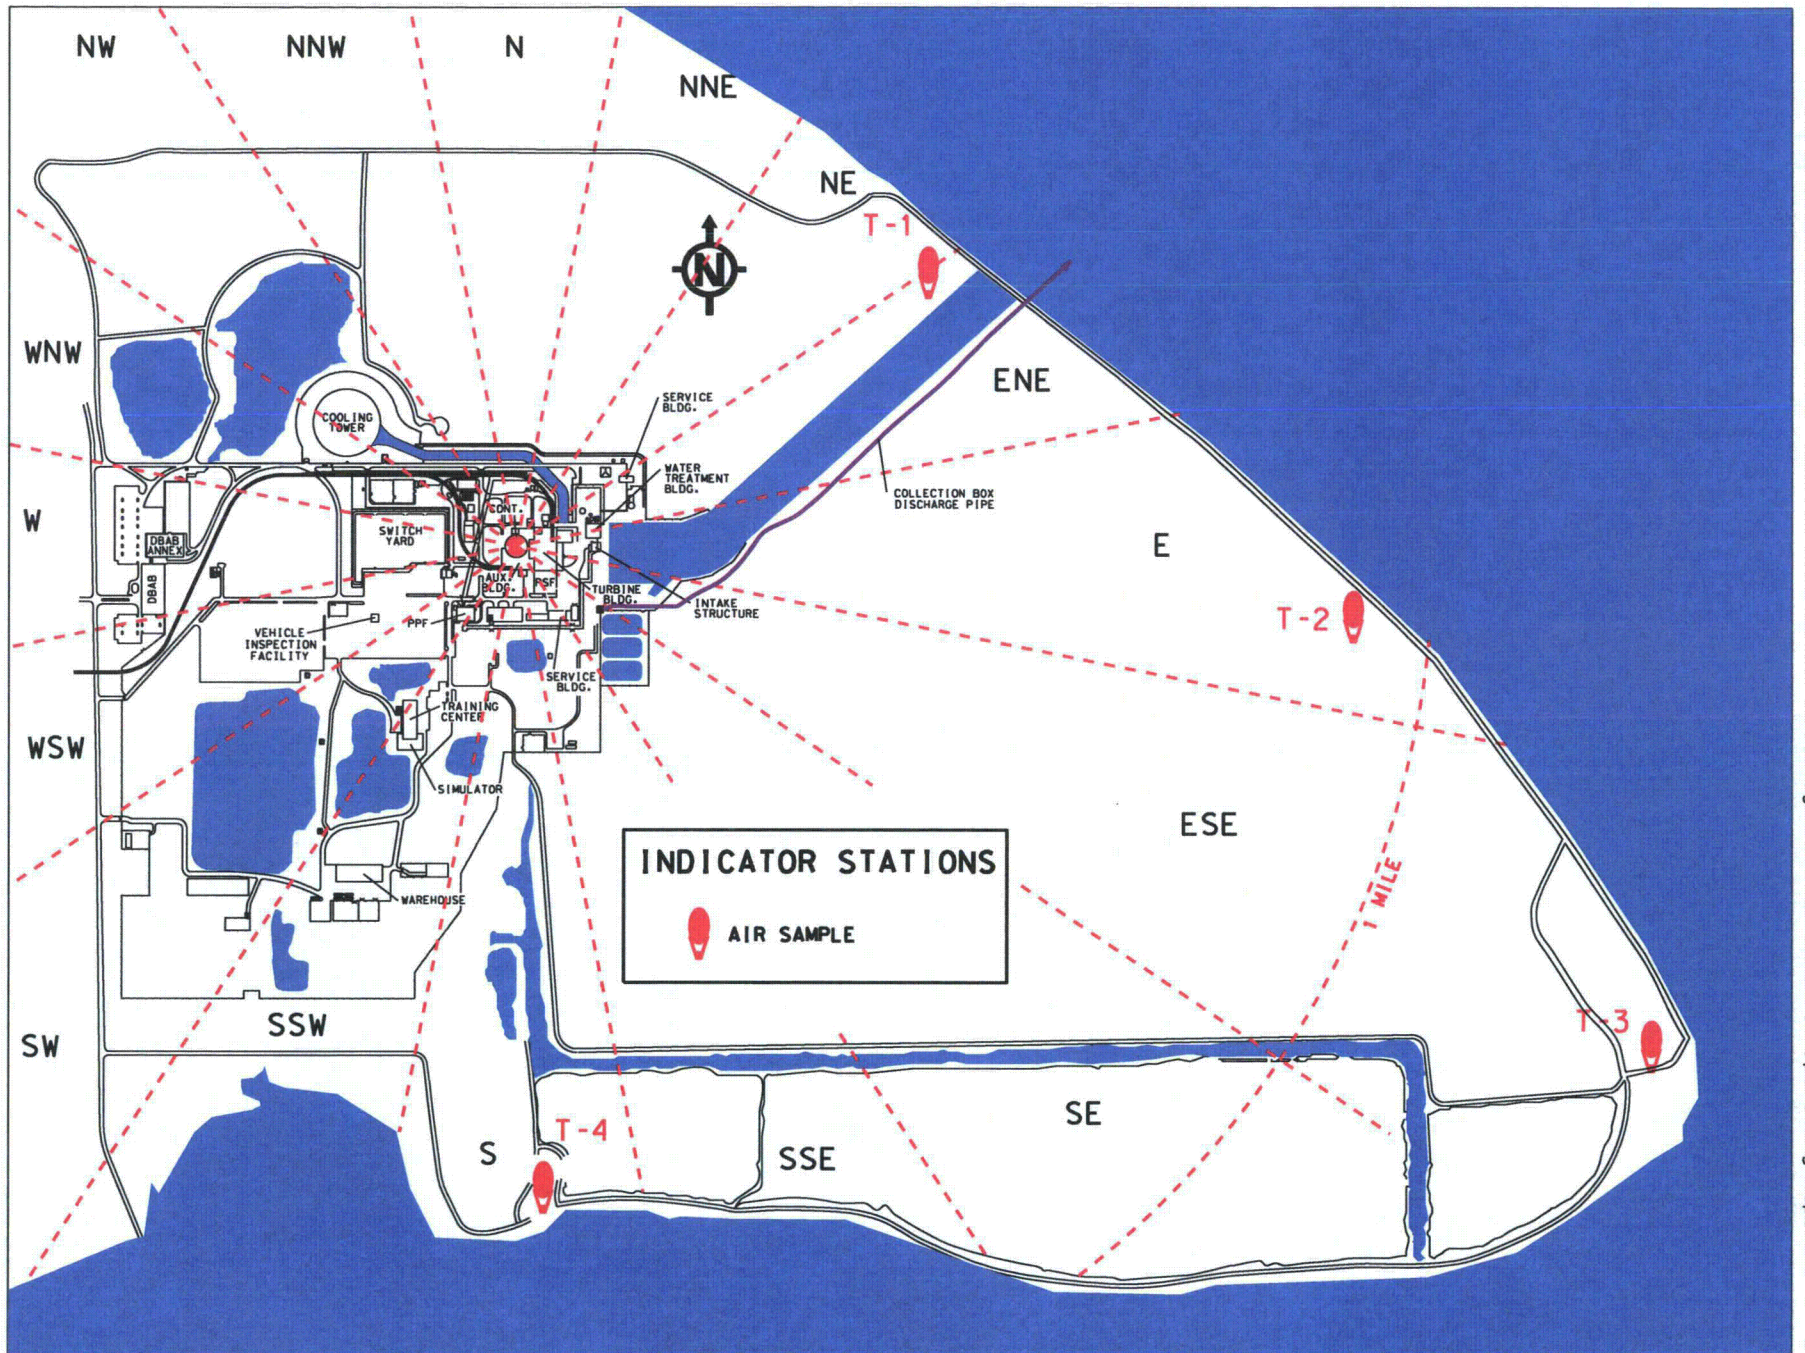 NW
NNW
N
NNE
NE
T-1
N
WNW
ENE
SERVICE
BLDG.
COOLING
TOWER
WATER
TREATMENT
BLDG.
COLLECTION BOX
DISCHARGE PIPE
W
CONT.
SWITCH
YARD
E
DBAB
ANNEX
AUX.
BLDG.
PSF
DBAB
TURBINE
BLDG.
INTAKE
STRUCTURE
T-2
PPF
VEHICLE
INSPECTION
FACILITY
SERVICE
BLDG.
TRAINING
CENTER
WSW
SIMULATOR
ESE
INDICATOR STATIONS
AIR SAMPLE
1 MILE
WAREHOUSE
SSW
SW
T-3
SE
T-4
S
SSE